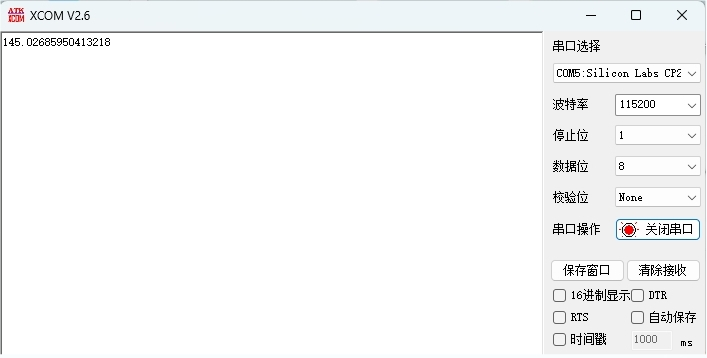 ATK
XCOM
XCOM V2.6
145.02685950413218
串口选择
COM5:Silicon Labs CP2
波特率
115200
停止位
1
数据位
8
校验位
None
串口操作
关闭串口
保存窗口
清除接收
16进制显示
DTR
RTS
自动保存
时间戳
1000
ms